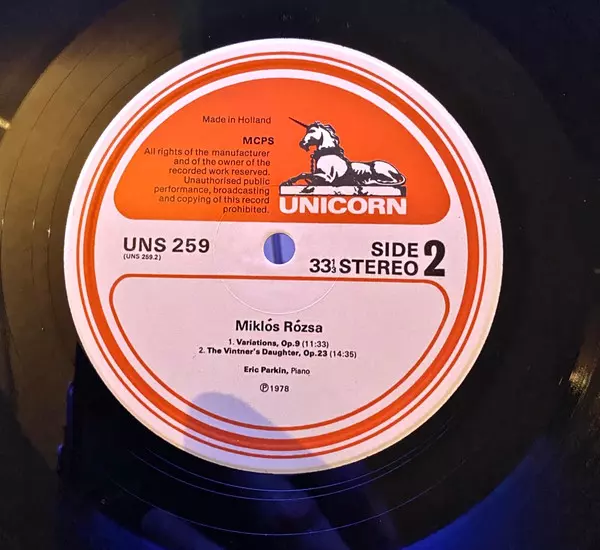 Made in Holland
MCPS
All rights of the manufacturer
and of the owner of the
recorded work reserved.
Unauthorised public
performance, broadcasting
and copying of this record
prohibited.
UNICORN
UNS 259
(UNS 259.2)
SIDE 2
33⅓ STEREO
Miklós Rózsa
1. Variations, Op.9 (11:33)
2. The Vintner's Daughter, Op.23 (14:35)
Eric Parkin, Piano
℗ 1978